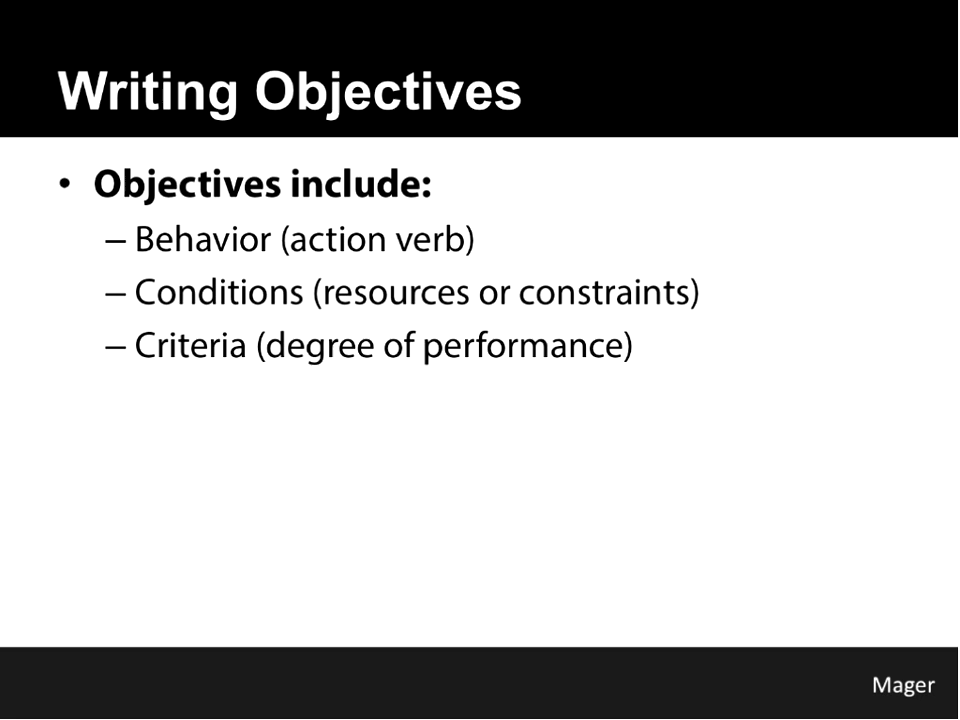 Writing Objectives
• Objectives include:
– Behavior (action verb)
– Conditions (resources or constraints)
– Criteria (degree of performance)
Mager